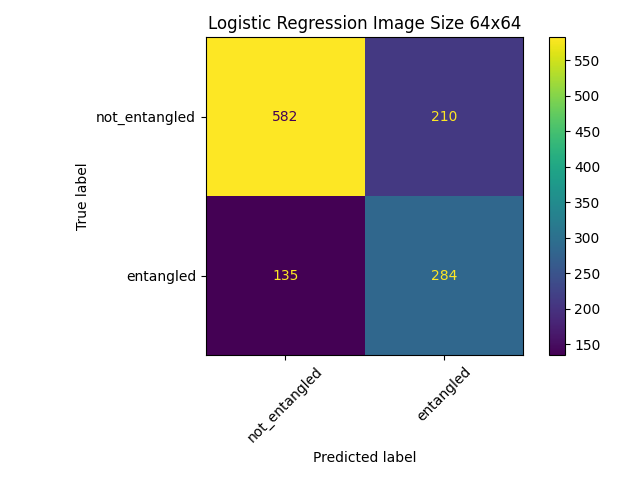 Logistic Regression Image Size 64x64
True label
not_entangled
entangled
582
210
135
284
not_entangled
entangled
Predicted label
550
500
450
400
350
300
250
200
150